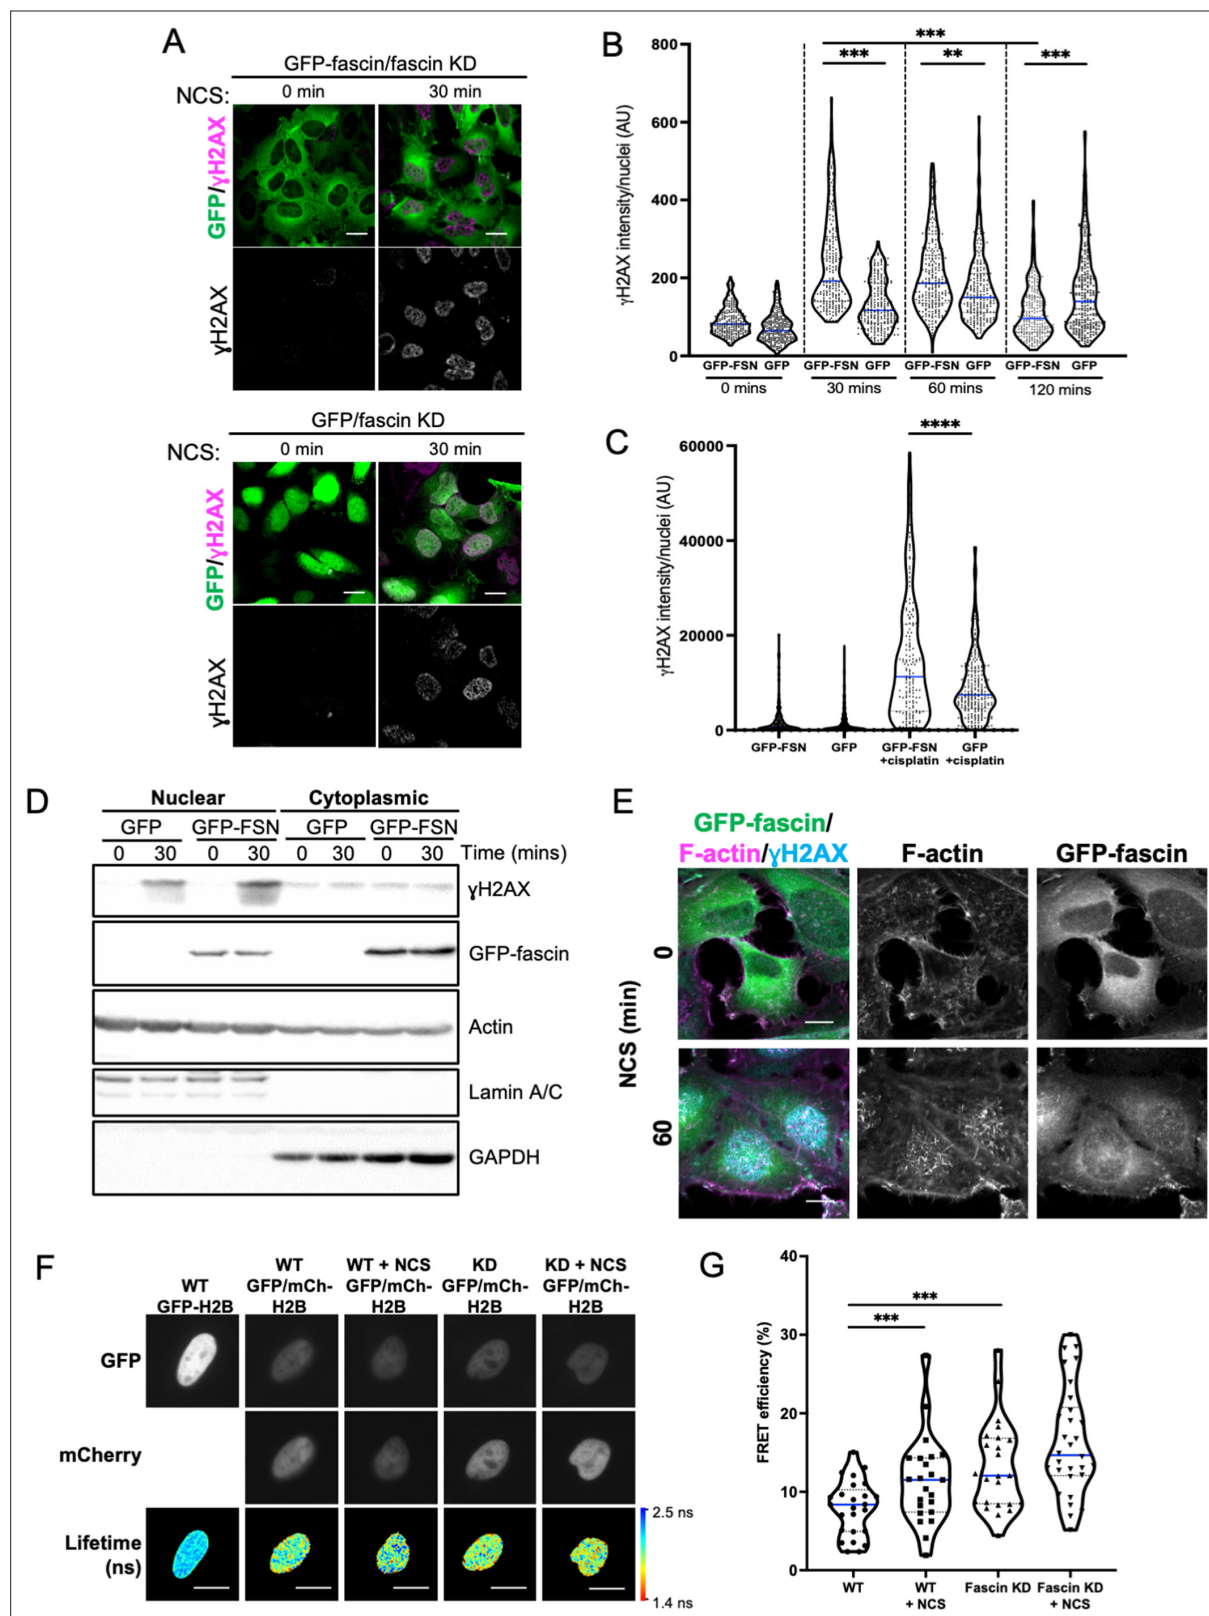 A
GFP-fascin/fascin KD
NCS: 0 min 30 min
GFP/γH2AX
γH2AX
GFP/fascin KD
NCS: 0 min 30 min
GFP/γH2AX
γH2AX
B
γH2AX intensity/nuclei (AU)
800
600
400
200
0
*** *** ** ***
GFP-FSN GFP GFP-FSN GFP GFP-FSN GFP GFP-FSN GFP
0 mins 30 mins 60 mins 120 mins
C
γH2AX intensity/nuclei (AU)
60000
40000
20000
0
****
GFP-FSN GFP GFP-FSN +cisplatin GFP +cisplatin
D
Nuclear Cytoplasmic
GFP GFP-FSN GFP GFP-FSN
0 30 0 30 0 30 0 30 Time (mins)
γH2AX
GFP-fascin
Actin
Lamin A/C
GAPDH
E
GFP-fascin/
F-actin/γH2AX F-actin GFP-fascin
NCS (min)
0
60
F
WT GFP-H2B
WT GFP/mCh-H2B
WT + NCS GFP/mCh-H2B
KD GFP/mCh-H2B
KD + NCS GFP/mCh-H2B
GFP
mCherry
Lifetime (ns)
2.5 ns
1.4 ns
G
FRET efficiency (%)
40
30
20
10
0
***
***
WT WT + NCS Fascin KD Fascin KD + NCS